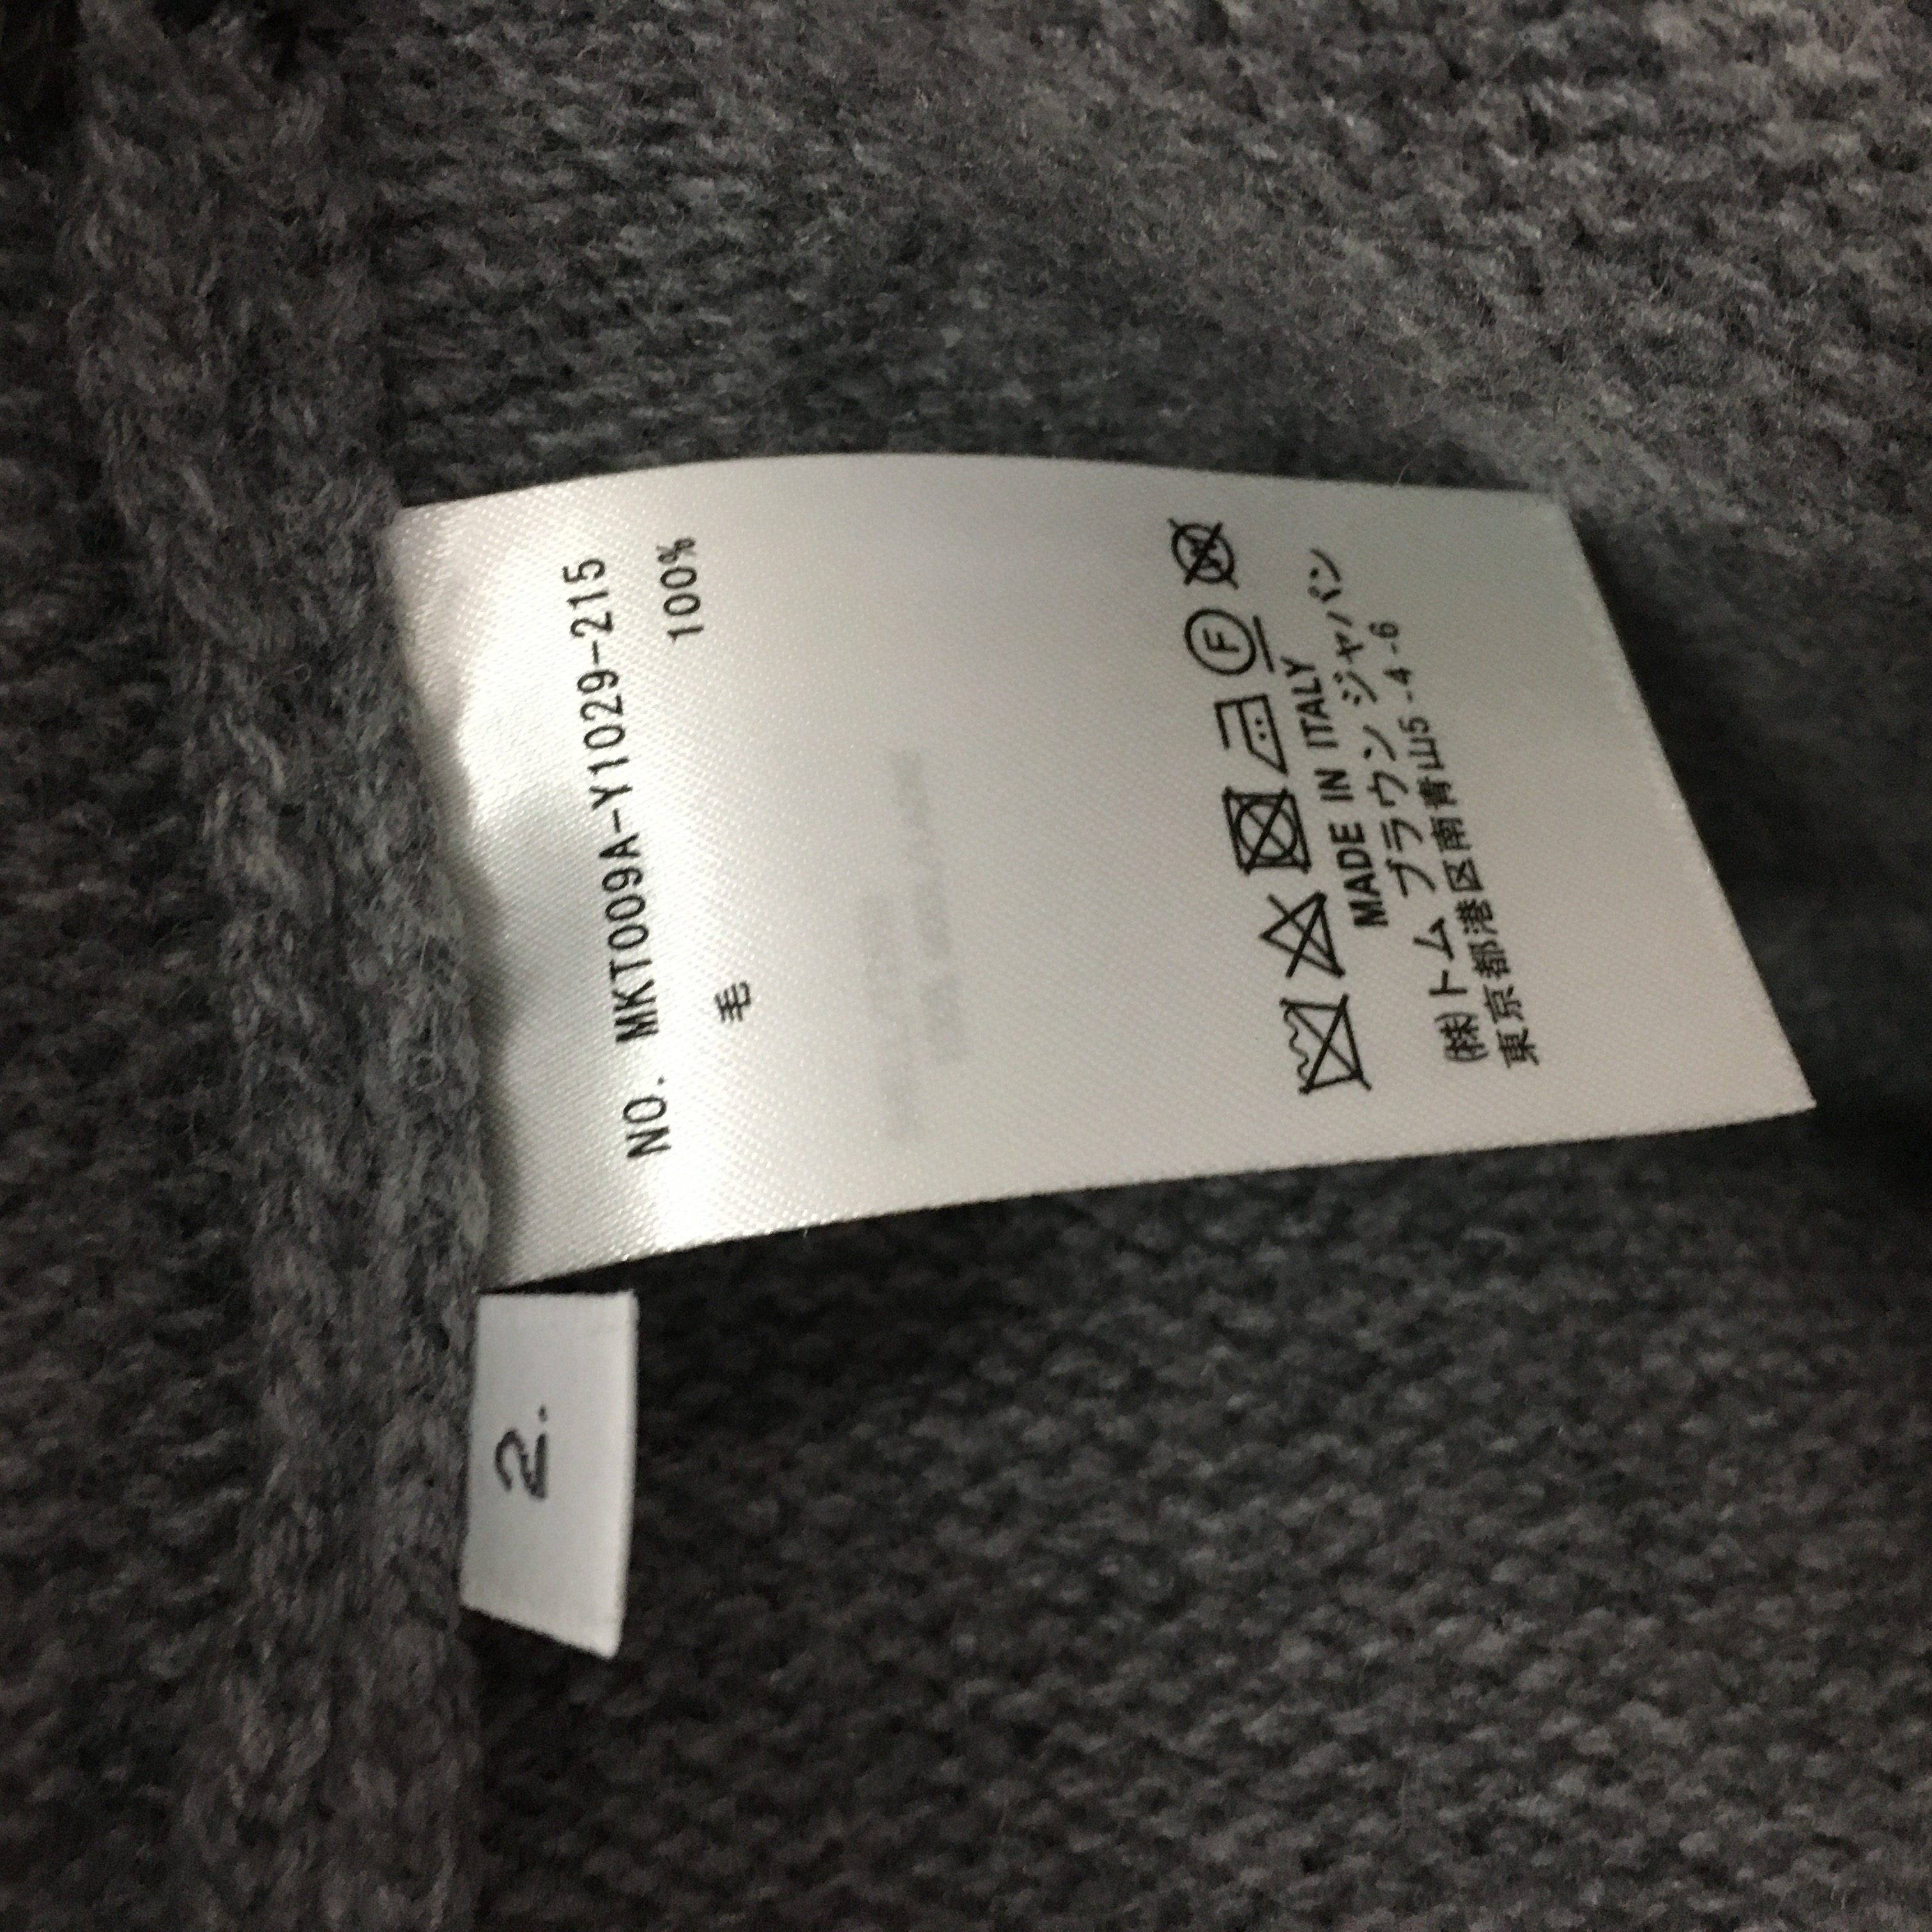 NO. MKT009A-Y1029-215
毛 100%
MADE IN ITALY
㈱トム ブラウン ジャパン
東京都港区南青山5-4-6
2.